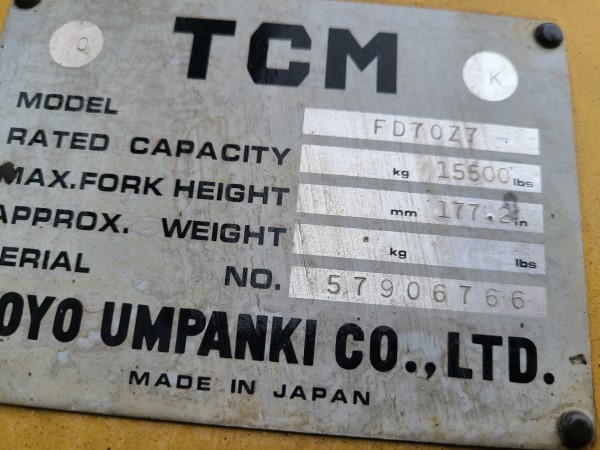 Q TCM K
MODEL FD70Z7
RATED CAPACITY kg 15500 lbs
MAX. FORK HEIGHT mm 177.2 in
APPROX. WEIGHT kg lbs
ERIAL NO. 57906766
OYO UMPANKI CO., LTD.
MADE IN JAPAN